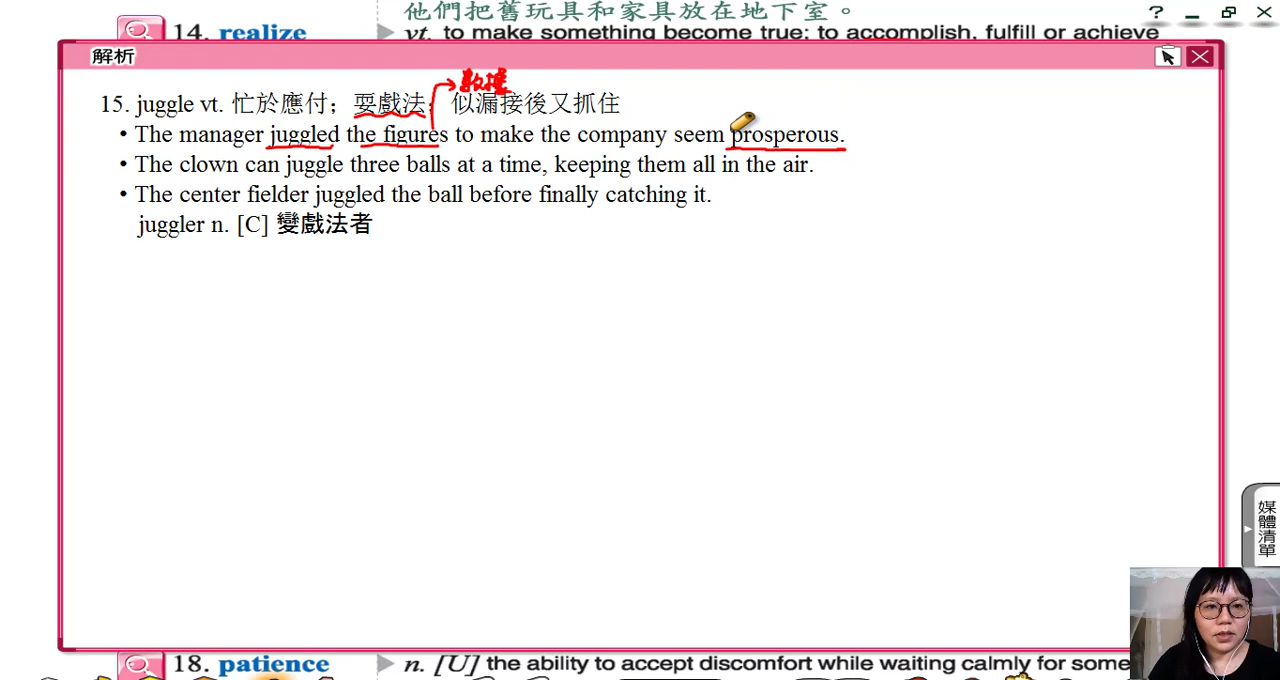 他們把舊玩具和家具放在地下室。
14. realize
vt. to make something become true; to accomplish, fulfill or achieve
解析
數據
15. juggle vt. 忙於應付；耍戲法；似漏接後又抓住
• The manager juggled the figures to make the company seem prosperous.
• The clown can juggle three balls at a time, keeping them all in the air.
• The center fielder juggled the ball before finally catching it.
juggler n. [C] 變戲法者
媒體清單
18. patience
n. [U] the ability to accept discomfort while waiting calmly for some